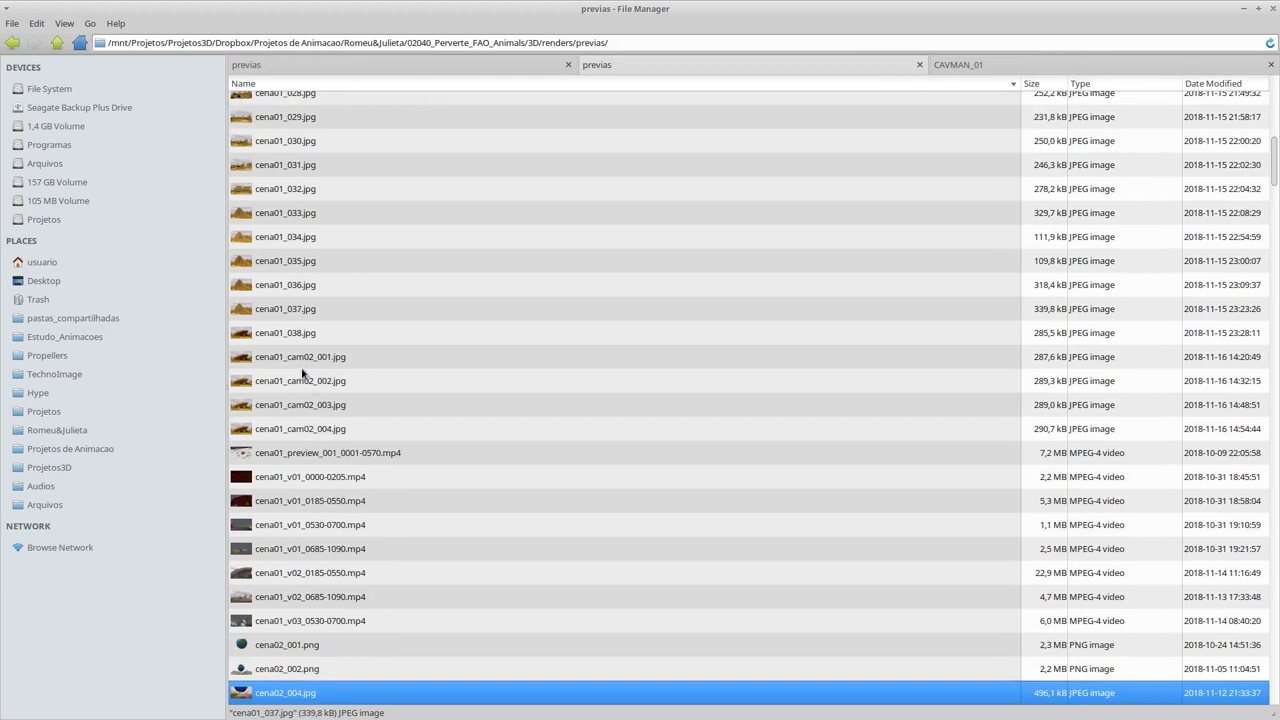 previas - File Manager
File Edit View Go Help
/mnt/Projetos/Projetos3D/Dropbox/Projetos de Animacao/Romeu&Julieta/02040_Perverte_FAO_Animals/3D/renders/previas/
DEVICES
File System
Seagate Backup Plus Drive
1,4 GB Volume
Programas
Arquivos
157 GB Volume
105 MB Volume
Projetos
PLACES
usuario
Desktop
Trash
pastas_compartilhadas
Estudo_Animacoes
Propellers
TechnoImage
Hype
Projetos
Romeu&Julieta
Projetos de Animacao
Projetos3D
Audios
Arquivos
NETWORK
Browse Network
previas previas CAVMAN_01
Name Size Type Date Modified
cena01_028.jpg 252,2 kB JPEG image 2018-11-15 21:49:32
cena01_029.jpg 231,8 kB JPEG image 2018-11-15 21:58:17
cena01_030.jpg 250,0 kB JPEG image 2018-11-15 22:00:20
cena01_031.jpg 246,3 kB JPEG image 2018-11-15 22:02:30
cena01_032.jpg 278,2 kB JPEG image 2018-11-15 22:04:32
cena01_033.jpg 329,7 kB JPEG image 2018-11-15 22:08:29
cena01_034.jpg 111,9 kB JPEG image 2018-11-15 22:54:59
cena01_035.jpg 109,8 kB JPEG image 2018-11-15 23:00:07
cena01_036.jpg 318,4 kB JPEG image 2018-11-15 23:09:37
cena01_037.jpg 339,8 kB JPEG image 2018-11-15 23:23:26
cena01_038.jpg 285,5 kB JPEG image 2018-11-15 23:28:11
cena01_cam02_001.jpg 287,6 kB JPEG image 2018-11-16 14:20:49
cena01_cam02_002.jpg 289,3 kB JPEG image 2018-11-16 14:32:15
cena01_cam02_003.jpg 289,0 kB JPEG image 2018-11-16 14:48:51
cena01_cam02_004.jpg 290,7 kB JPEG image 2018-11-16 14:54:44
cena01_preview_001_0001-0570.mp4 7,2 MB MPEG-4 video 2018-10-09 22:05:58
cena01_v01_0000-0205.mp4 2,2 MB MPEG-4 video 2018-10-31 18:45:51
cena01_v01_0185-0550.mp4 5,3 MB MPEG-4 video 2018-10-31 18:58:04
cena01_v01_0530-0700.mp4 1,1 MB MPEG-4 video 2018-10-31 19:10:59
cena01_v01_0685-1090.mp4 2,5 MB MPEG-4 video 2018-10-31 19:21:57
cena01_v02_0185-0550.mp4 22,9 MB MPEG-4 video 2018-11-14 11:16:49
cena01_v02_0685-1090.mp4 4,7 MB MPEG-4 video 2018-11-13 17:33:48
cena01_v03_0530-0700.mp4 6,0 MB MPEG-4 video 2018-11-14 08:40:20
cena02_001.png 2,3 MB PNG image 2018-10-24 14:51:36
cena02_002.png 2,2 MB PNG image 2018-11-05 11:04:51
cena02_004.jpg 496,1 kB JPEG image 2018-11-12 21:33:37
"cena01_037.jpg" (339,8 kB) JPEG image